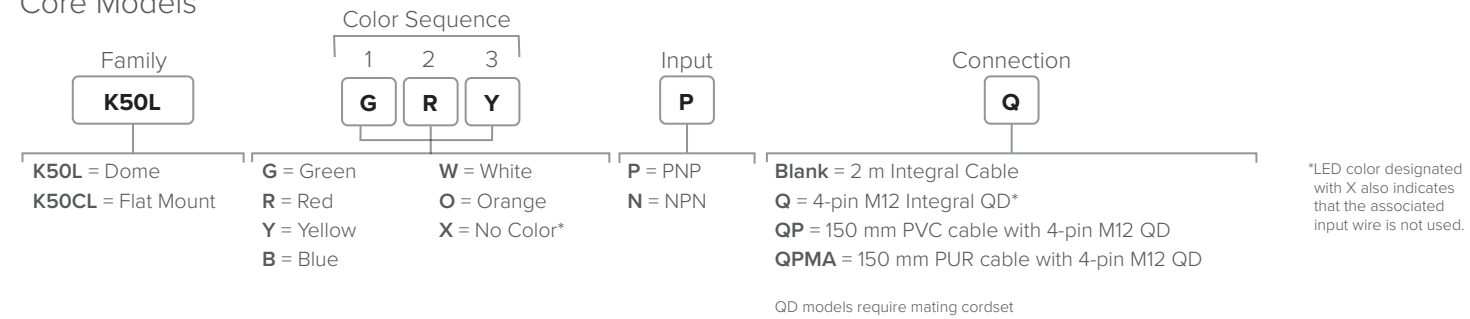 Core Models
Color Sequence
Family
1 2 3
Input
Connection
K50L
G R Y
P
Q
K50L = Dome
K50CL = Flat Mount
G = Green
R = Red
Y = Yellow
B = Blue
W = White
O = Orange
X = No Color*
P = PNP
N = NPN
Blank = 2 m Integral Cable
Q = 4-pin M12 Integral QD*
QP = 150 mm PVC cable with 4-pin M12 QD
QPMA = 150 mm PUR cable with 4-pin M12 QD
QD models require mating cordset
*LED color designated
with X also indicates
that the associated
input wire is not used.